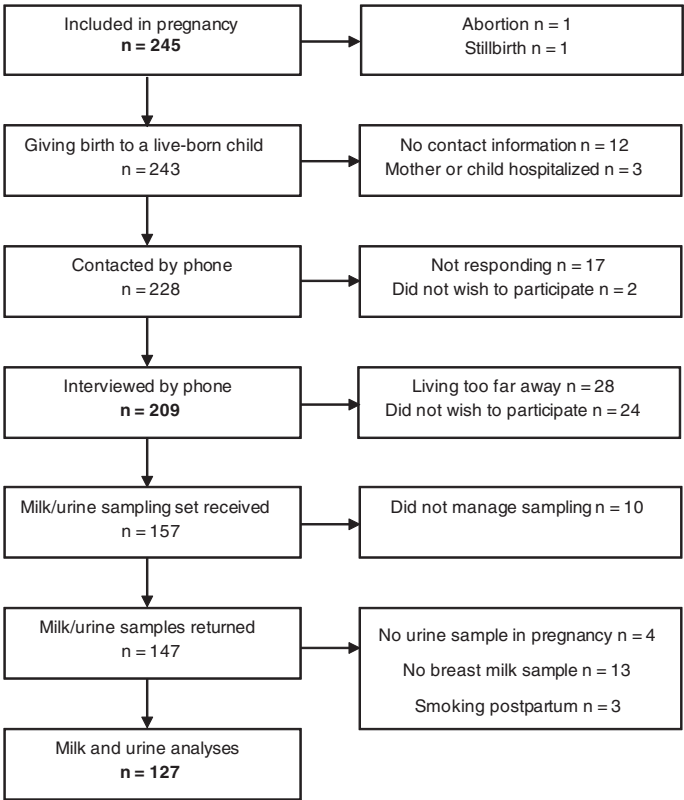 Included in pregnancy
n = 245
Abortion n = 1
Stillbirth n = 1
Giving birth to a live-born child
n = 243
No contact information n = 12
Mother or child hospitalized n = 3
Contacted by phone
n = 228
Not responding n = 17
Did not wish to participate n = 2
Interviewed by phone
n = 209
Living too far away n = 28
Did not wish to participate n = 24
Milk/urine sampling set received
n = 157
Did not manage sampling n = 10
Milk/urine samples returned
n = 147
No urine sample in pregnancy n = 4
No breast milk sample n = 13
Smoking postpartum n = 3
Milk and urine analyses
n = 127